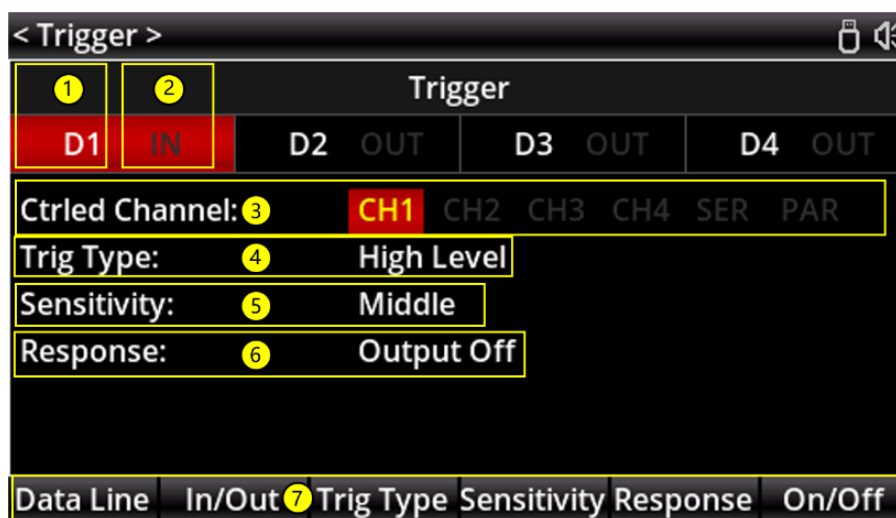 < Trigger >
1 2 Trigger
D1 IN D2 OUT D3 OUT D4 OUT
Ctrled Channel: 3 CH1 CH2 CH3 CH4 SER PAR
Trig Type: 4 High Level
Sensitivity: 5 Middle
Response: 6 Output Off
Data Line In/Out 7 Trig Type Sensitivity Response On/Off